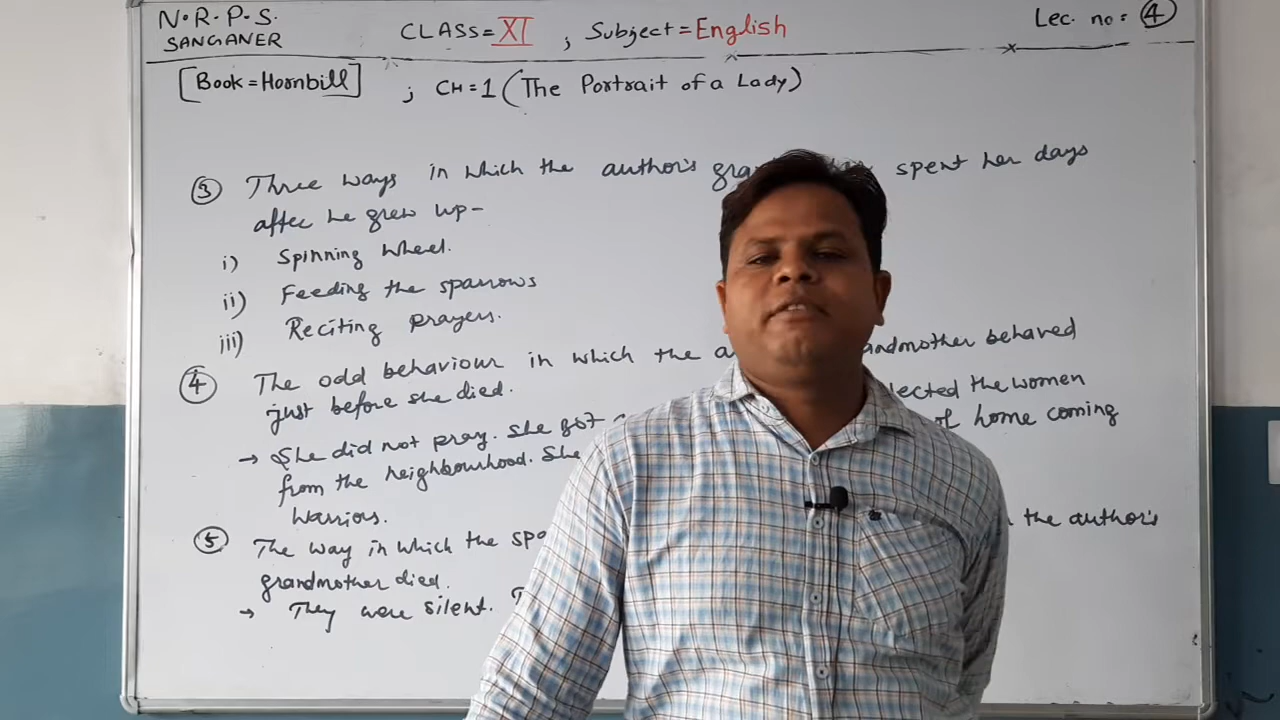 N.R.P.S.
SANGANER
CLASS=XI , Subject=English
Lec. no: 4
[Book=Hornbill] ; CH=1 (The Portrait of a Lady)
3 Three ways in which the author's spent her days
after he grew up-
i) Spinning wheel.
ii) Feeding the sparrows
iii) Reciting prayers.
4 The odd behaviour in which the andmother behaved
just before she died.
→ She did not pray. She got lected the women
from the neighbourhood. She of home coming
warriors.
5 The way in which the the author's
grandmother died.
→ They were silent.